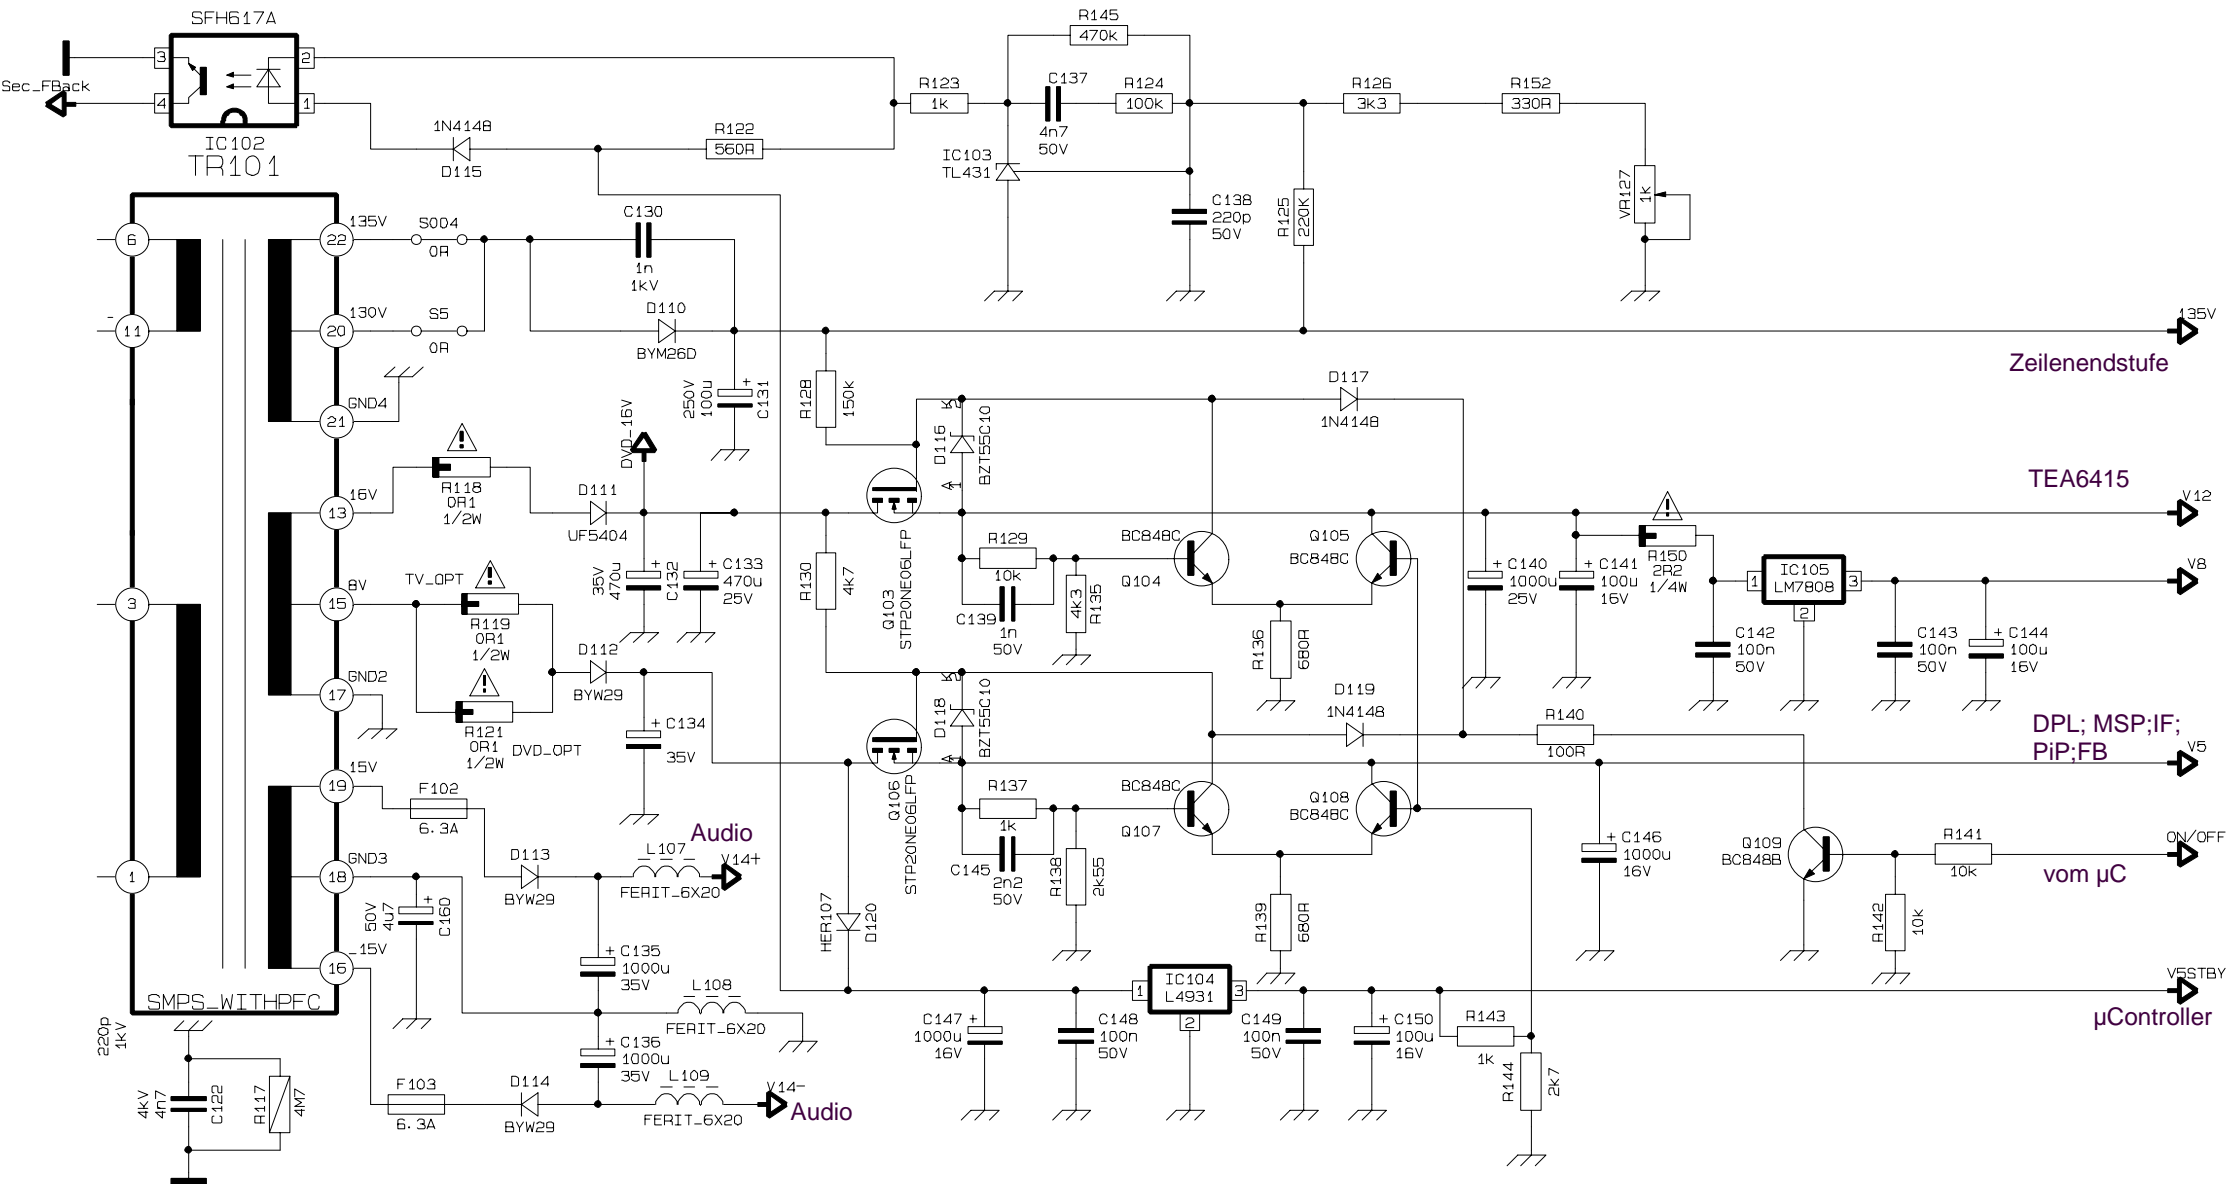 SFH617A
3
2
4
1
Sec_FBack
IC102
TR101
1N4148
D115
R122
560R
R123
1k
R145
470k
C137
4n7
50V
R124
100k
IC103
TL431
C138
220p
50V
R125
220K
R126
3k3
R152
330R
VR127
1K
6
11
-
3
1
22
135V
S004
0R
20
130V
S5
0R
21
GND4
13
16V
15
8V
17
GND2
19
15V
18
GND3
16
_15V
SMPS_WITHPFC
C130
1n
1kV
D110
BYM26D
250V
100u
+
C131
135V
Zeilenendstufe
R118
0R1
1/2W
D111
UF5404
DVD_16V
35V
470u
+
C132
+
C133
470u
25V
R128
150k
R130
4k7
Q103
STP20NE06LFP
D116
BZT55C10
K
A
D117
1N4148
R129
10k
C139
1n
50V
4K3
R135
BC848C
Q104
Q105
BC848C
R136
680R
+
C140
1000u
25V
+
C141
100u
16V
R150
2R2
1/4W
TEA6415
V12
1
IC105
LM7808
2
3
V8
C142
100n
50V
C143
100n
50V
+
C144
100u
16V
TV_OPT
R119
0R1
1/2W
R121
0R1
1/2W
DVD_OPT
D112
BYW29
+
C134
35V
Q106
STP20NE06LFP
D118
BZT55C10
K
A
D119
1N4148
R140
100R
DPL; MSP;IF;
PiP;FB
V5
R137
1k
C145
2n2
50V
R138
2k55
BC848C
Q107
Q108
BC848C
R139
680R
+
C146
1000u
16V
Q109
BC848B
R141
10k
ON/OFF
vom µC
R142
10k
F102
6.3A
D113
BYW29
Audio
L107
V14+
FERIT_6X20
50V
4u7
+
C160
+
C135
1000u
35V
L108
FERIT_6X20
+
C136
1000u
35V
F103
6.3A
D114
BYW29
L109
FERIT_6X20
V14-
Audio
HER107
D120
C147
1000u
16V
+
C148
100n
50V
1
IC104
L4931
2
3
C149
100n
50V
+
C150
100u
16V
R143
1k
R144
2k7
V5STBY
µController
220p
1kV
4kV
4n7
C122
R117
4M7